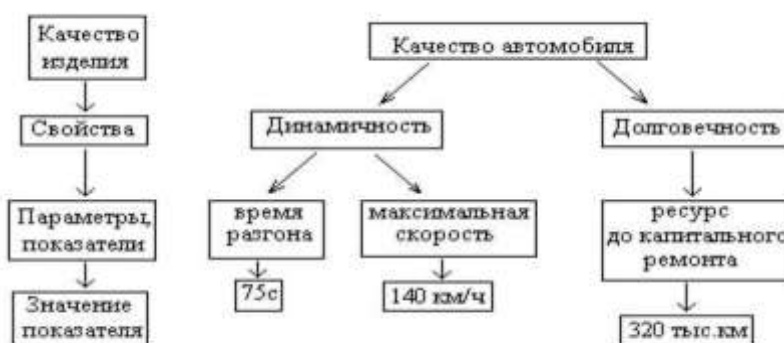 Качество
изделия
Качество автомобиля
Свойства
Динамичность
Долговечность
Параметры,
показатели
время
разгона
максимальная
скорость
ресурс
до капитального
ремонта
Значение
показателя
75с
140 км/ч
320 тыс.км